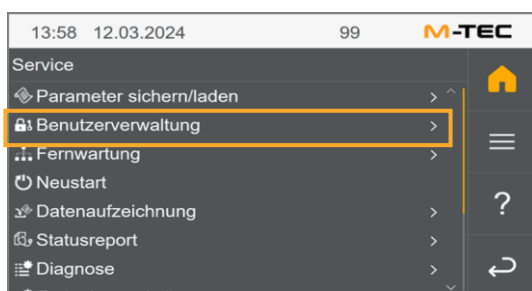 13:58 12.03.2024 99 M-TEC
Service
Parameter sichern/laden
Benutzerverwaltung
Fernwartung
Neustart
Datenaufzeichnung
Statusreport
Diagnose
?